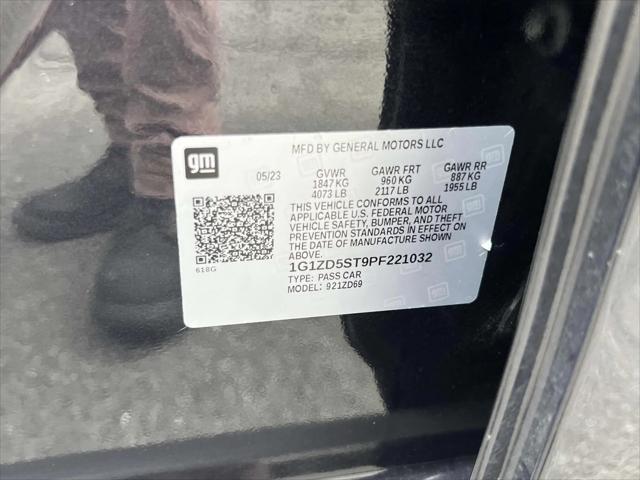 MFD BY GENERAL MOTORS LLC
gm
05/23 GVWR GAWR FRT GAWR RR
1847 KG 960 KG 887 KG
4073 LB 2117 LB 1955 LB
THIS VEHICLE CONFORMS TO ALL
APPLICABLE U.S. FEDERAL MOTOR
VEHICLE SAFETY, BUMPER, AND THEFT
PREVENTION STANDARDS IN EFFECT ON
THE DATE OF MANUFACTURE SHOWN
ABOVE.
618G
1G1ZD5ST9PF221032
TYPE: PASS CAR
MODEL: 921ZD69